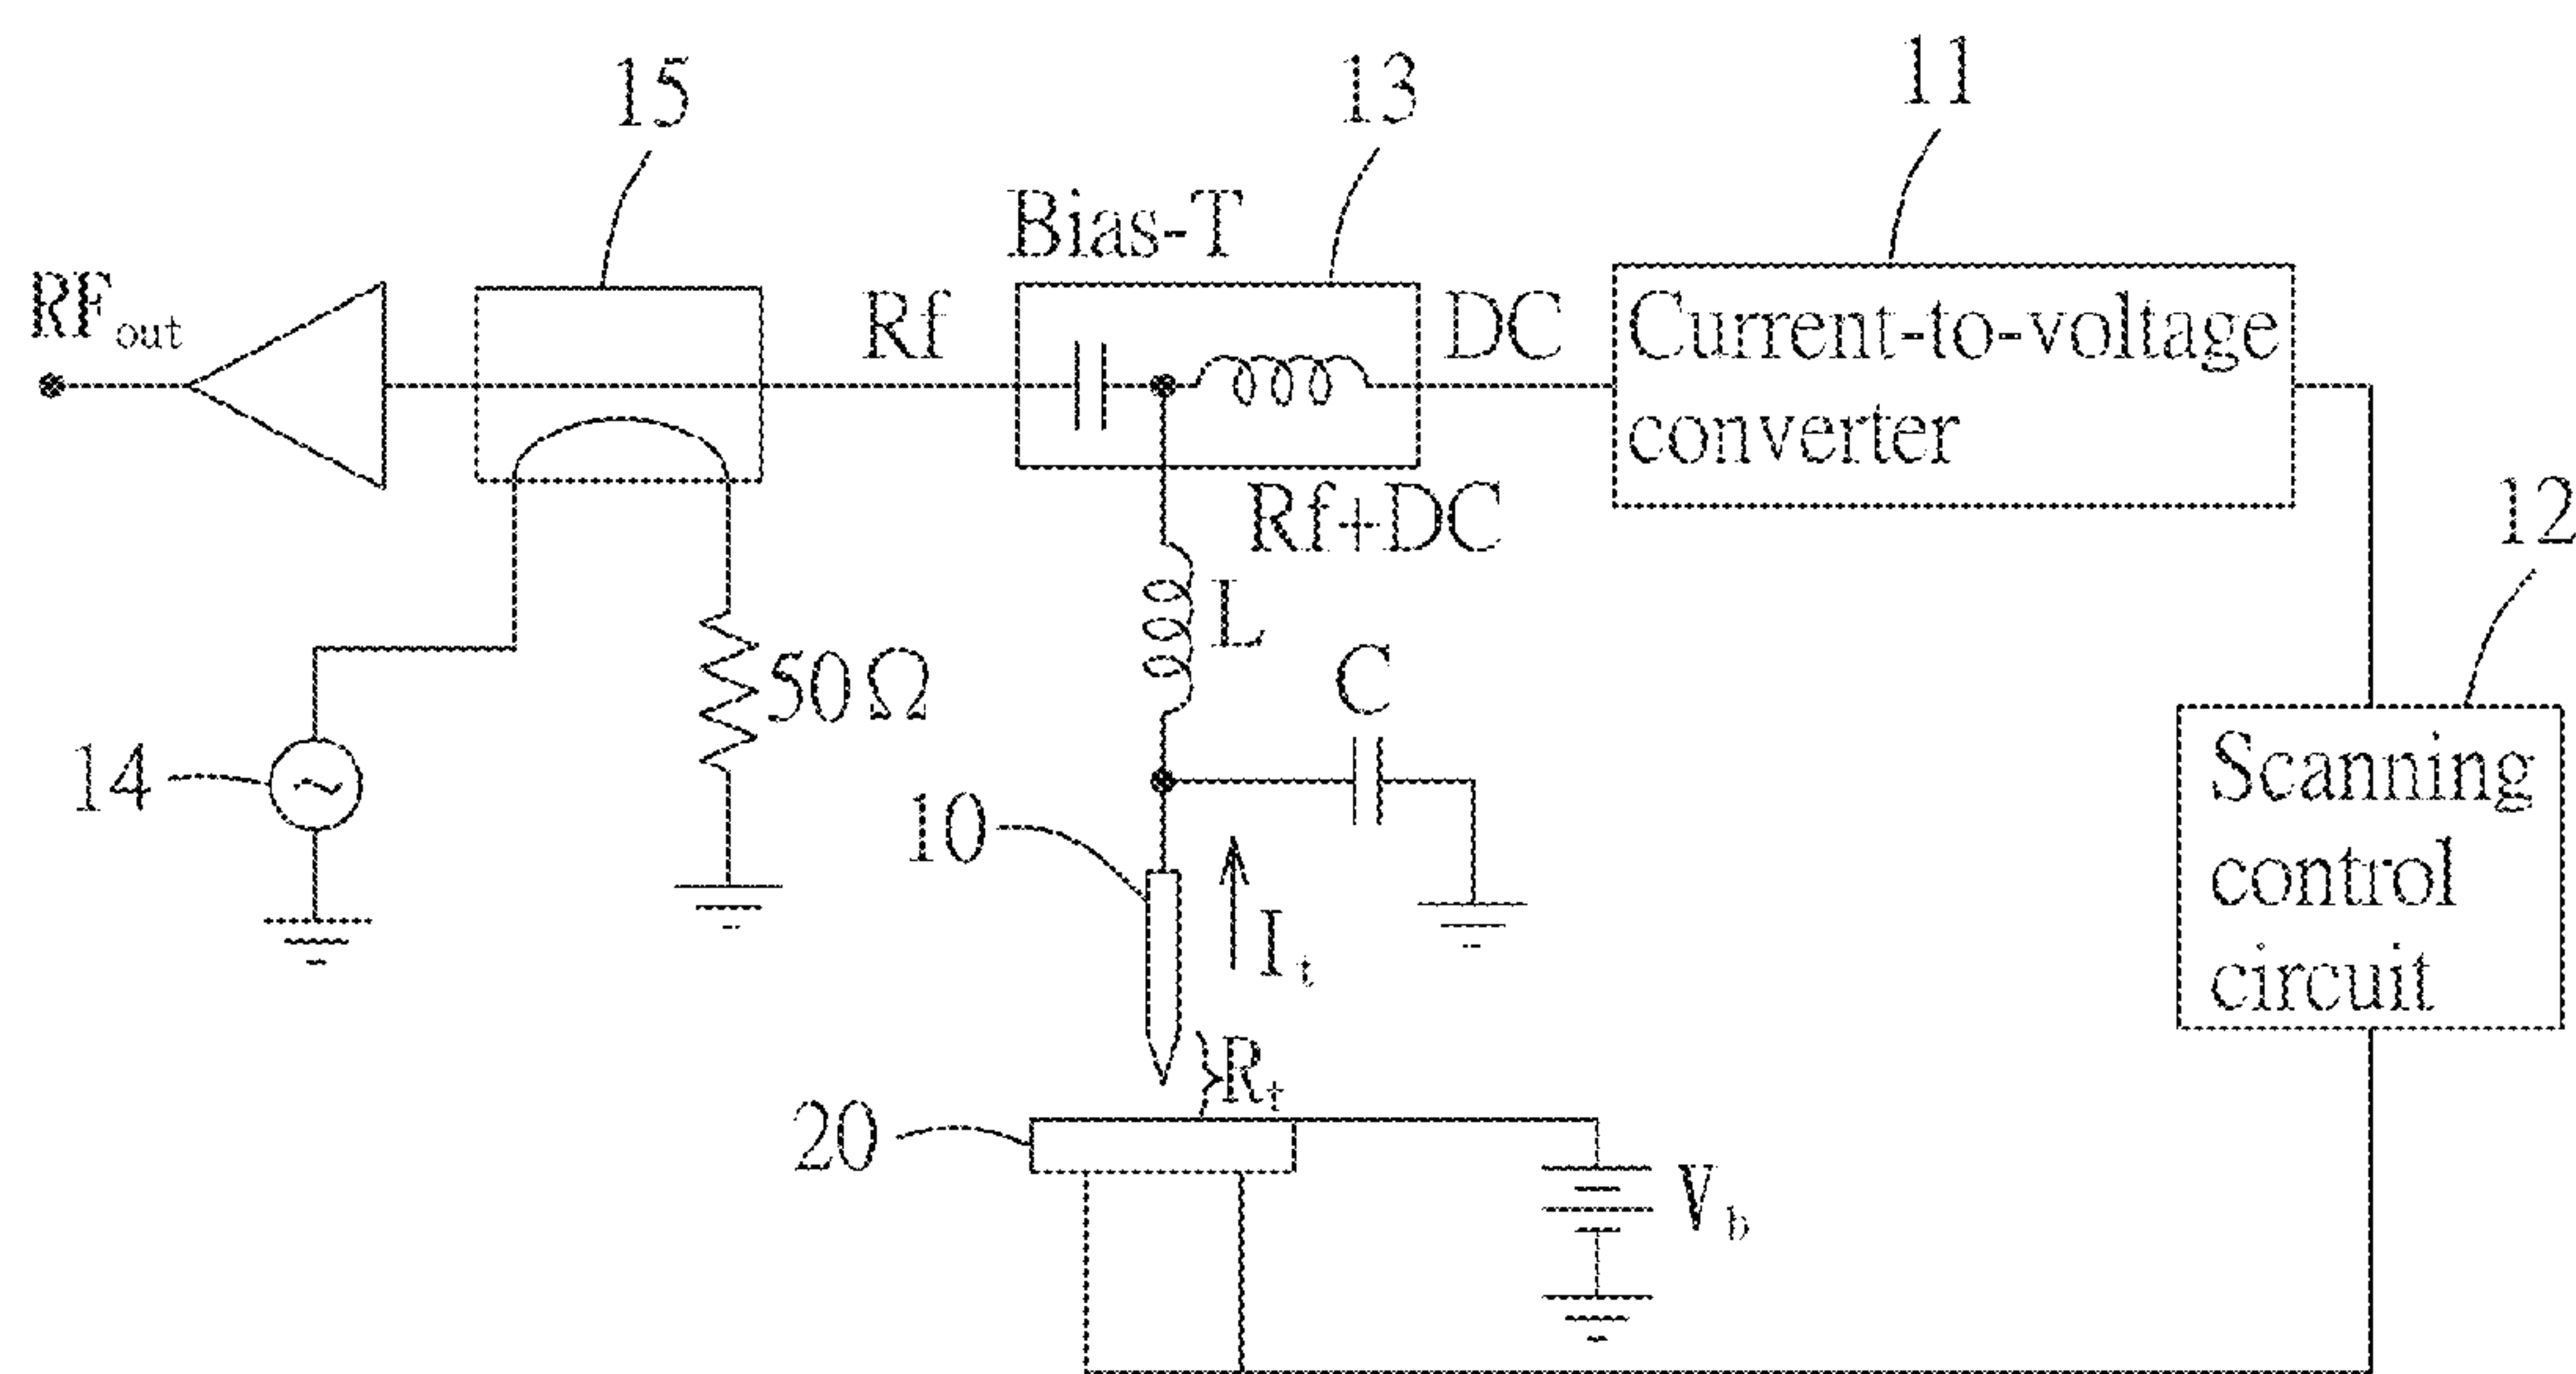 15
13
11
Bias-T
RFout
Rf
DC
Current-to-voltage
converter
Rf+DC
12
L
50Ω
C
14
10
Scanning
control
circuit
It
Rt
20
Vb